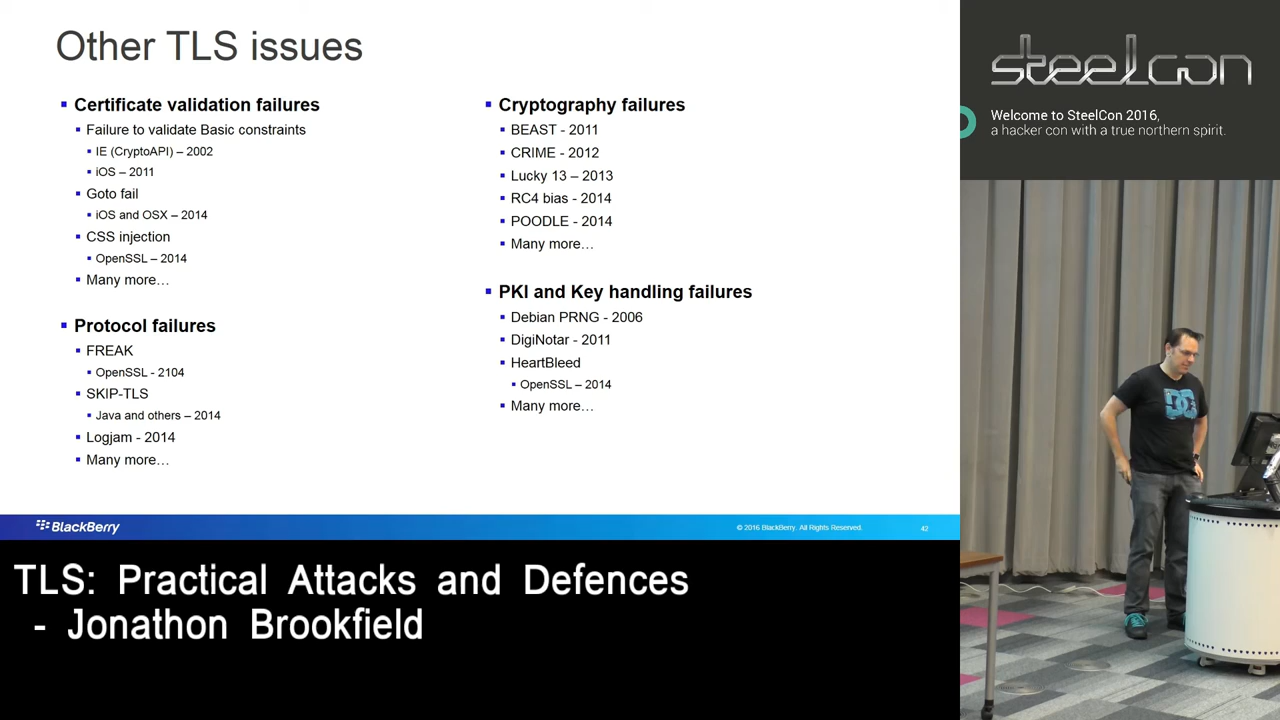 Other TLS issues
Certificate validation failures
Failure to validate Basic constraints
IE (CryptoAPI) – 2002
iOS – 2011
Goto fail
iOS and OSX – 2014
CSS injection
OpenSSL – 2014
Many more…
Protocol failures
FREAK
OpenSSL - 2104
SKIP-TLS
Java and others – 2014
Logjam - 2014
Many more…
Cryptography failures
BEAST - 2011
CRIME - 2012
Lucky 13 – 2013
RC4 bias - 2014
POODLE - 2014
Many more…
PKI and Key handling failures
Debian PRNG - 2006
DigiNotar - 2011
HeartBleed
OpenSSL – 2014
Many more…
BlackBerry
© 2016 BlackBerry. All Rights Reserved.
42
steelcon
Welcome to SteelCon 2016,
a hacker con with a true northern spirit.
DC
TLS: Practical Attacks and Defences
- Jonathon Brookfield